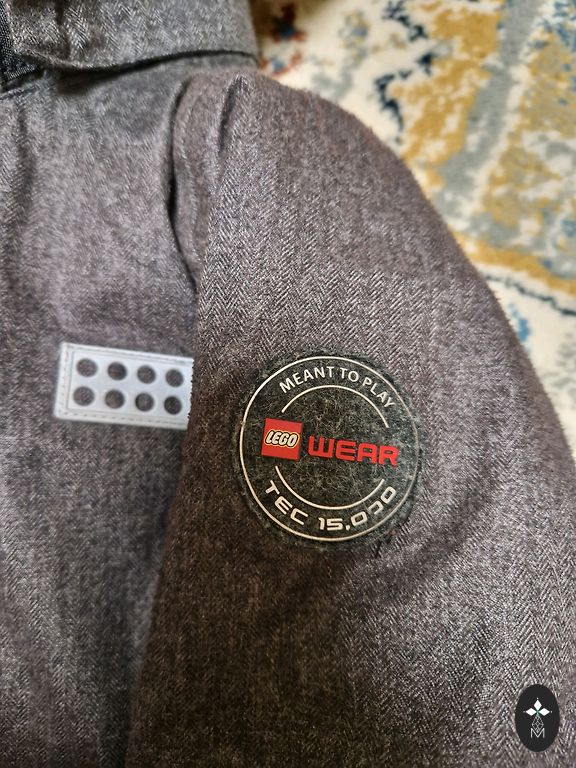 MEANT TO PLAY
LEGO WEAR
TEC 15.000
M